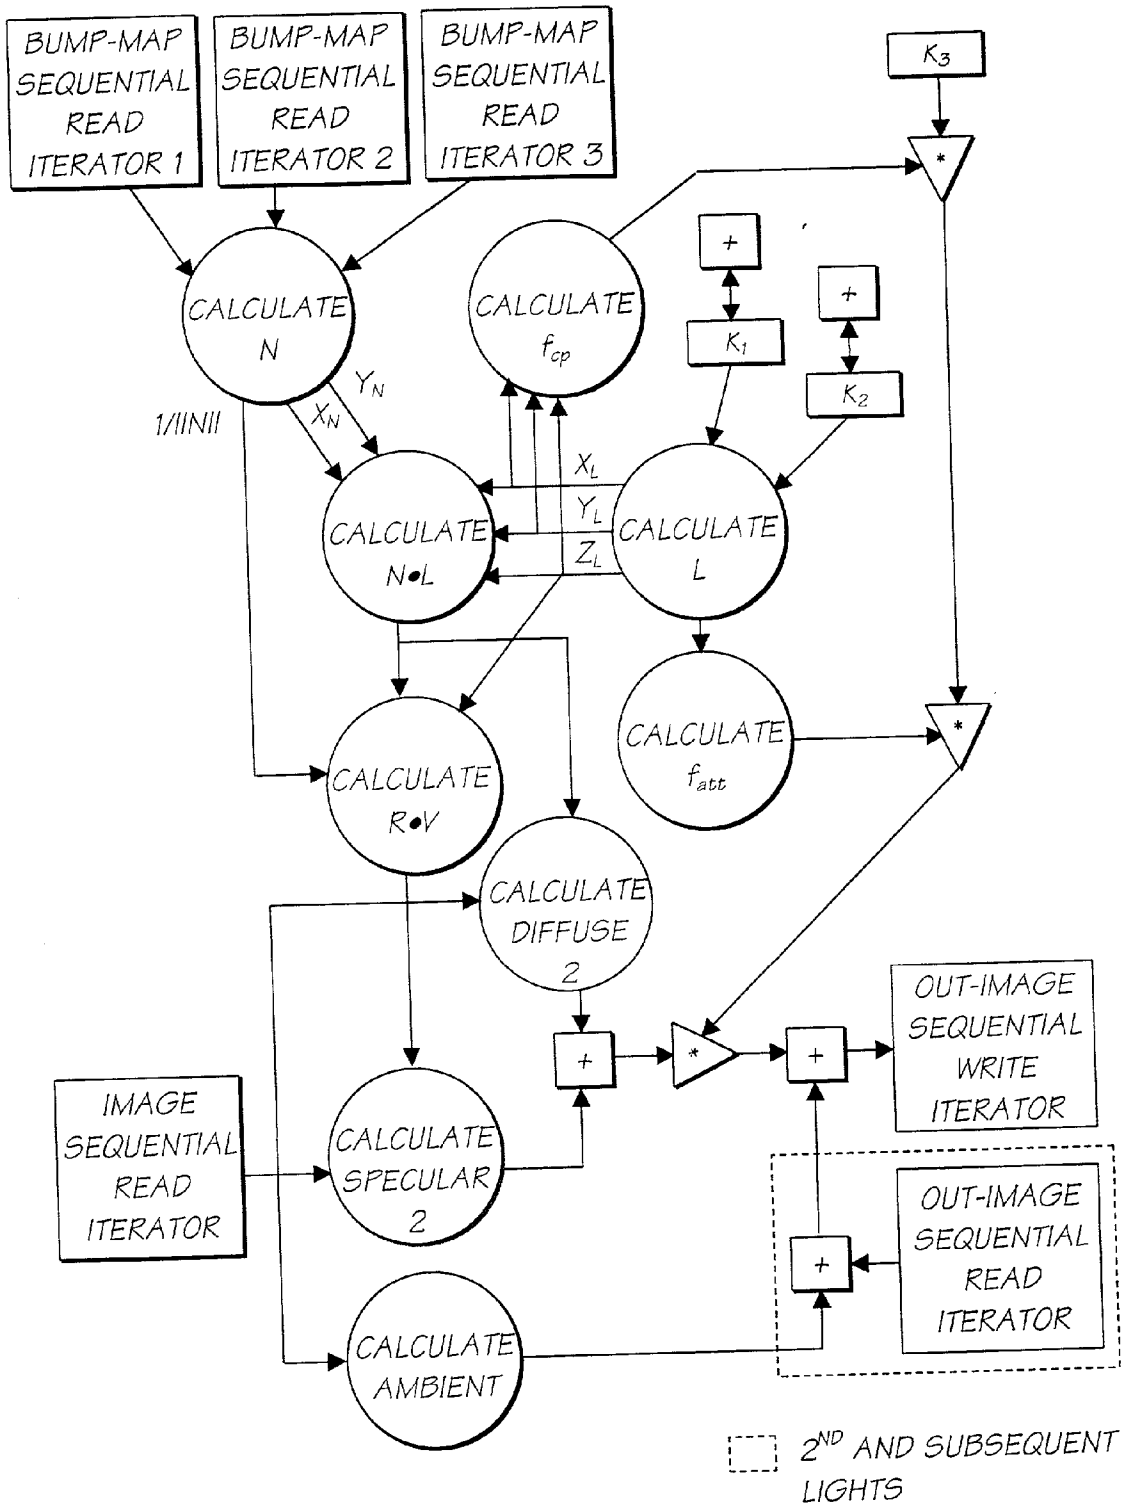 BUMP-MAP
SEQUENTIAL
READ
ITERATOR 1
BUMP-MAP
SEQUENTIAL
READ
ITERATOR 2
BUMP-MAP
SEQUENTIAL
READ
ITERATOR 3
K3
*
CALCULATE
N
CALCULATE
fcp
+
K1
+
K2
1/||N||
XN
YN
CALCULATE
N•L
XL
YL
ZL
CALCULATE
L
CALCULATE
R•V
CALCULATE
fatt
*
CALCULATE
DIFFUSE
2
+
*
+
OUT-IMAGE
SEQUENTIAL
WRITE
ITERATOR
IMAGE
SEQUENTIAL
READ
ITERATOR
CALCULATE
SPECULAR
2
+
OUT-IMAGE
SEQUENTIAL
READ
ITERATOR
CALCULATE
AMBIENT
2ND AND SUBSEQUENT
LIGHTS